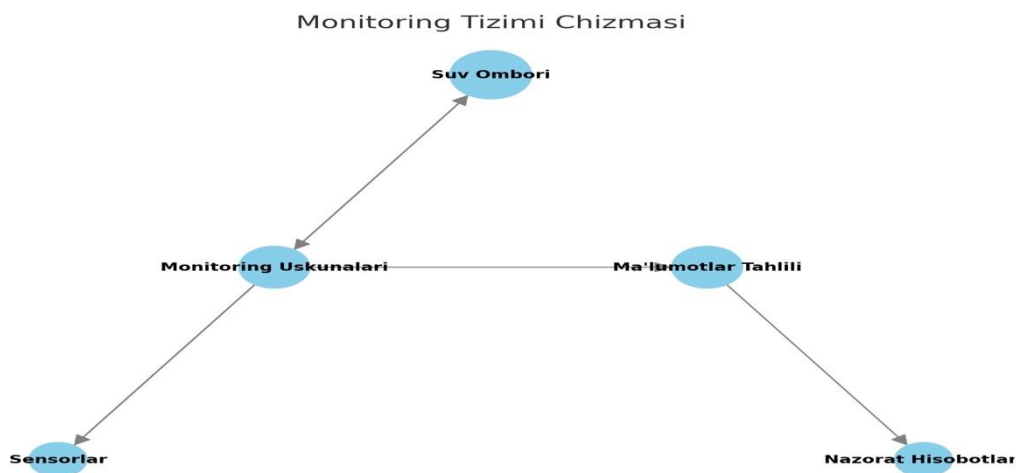 Monitoring Tizimi Chizmasi
Suv Ombori
Monitoring Uskunalari
Ma'lumotlar Tahlili
Sensorlar
Nazorat Hisobotlar